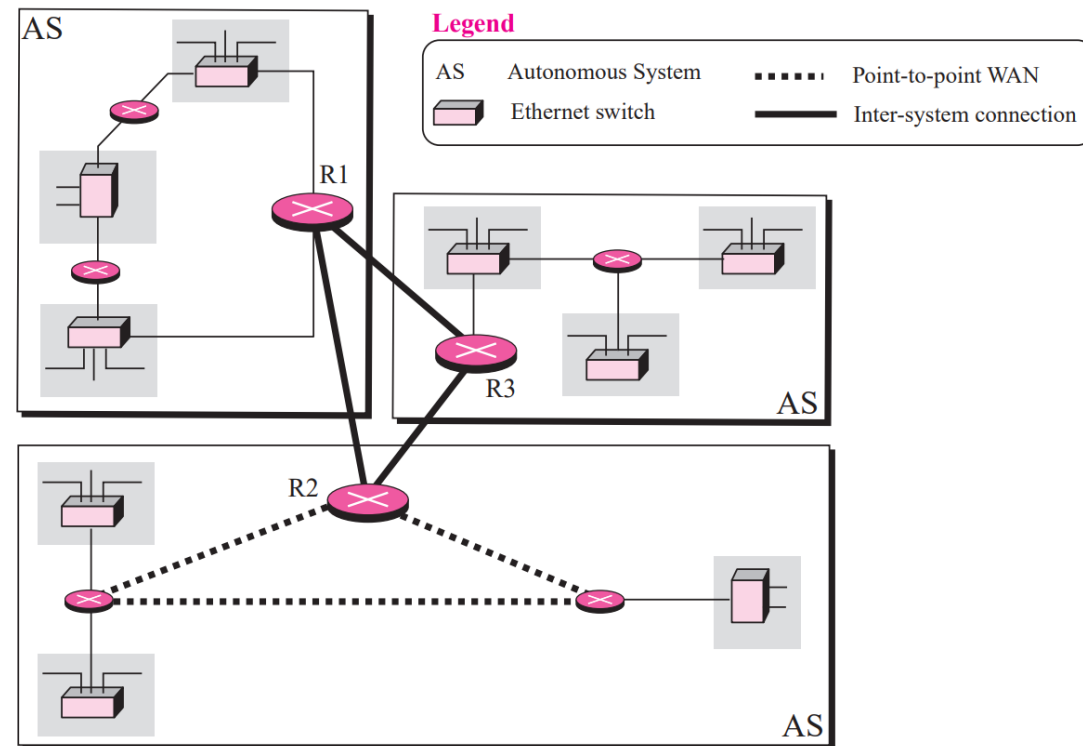 AS
Legend
AS Autonomous System
Point-to-point WAN
Ethernet switch
Inter-system connection
R1
R3
AS
R2
AS